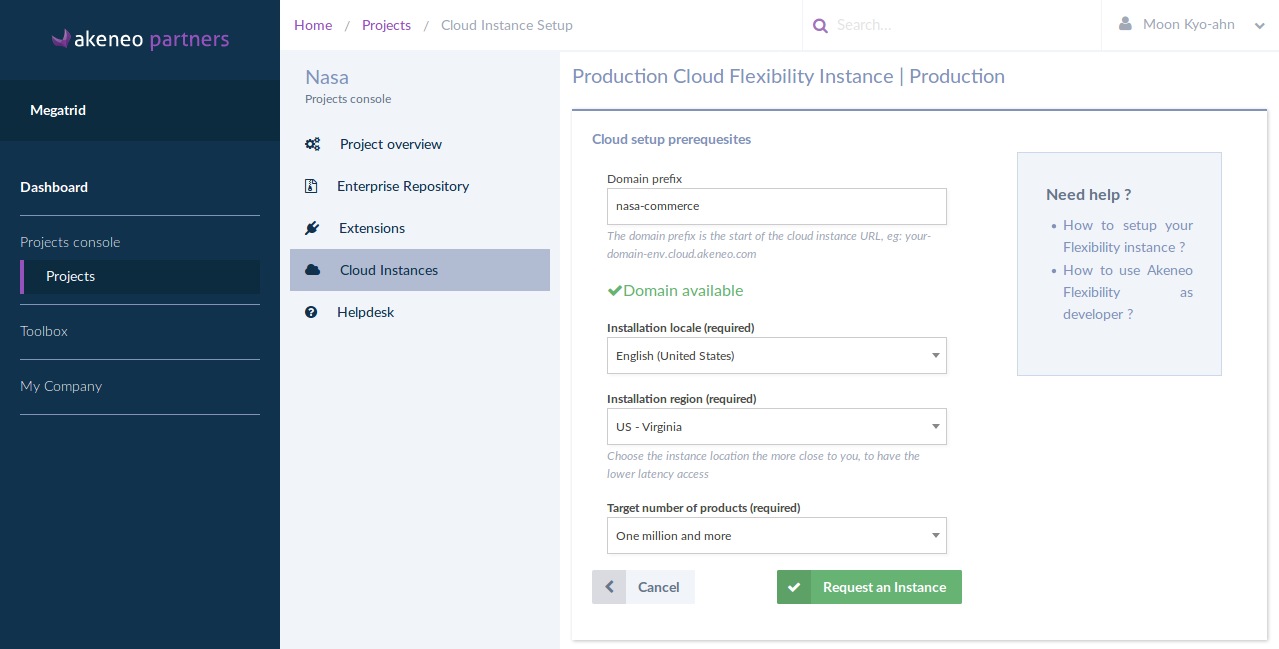 akeneo partners
Megatrid
Dashboard
Projects console
Projects
Toolbox
My Company
Home / Projects / Cloud Instance Setup
Search...
Moon Kyo-ahn
Nasa
Projects console
Project overview
Enterprise Repository
Extensions
Cloud Instances
Helpdesk
Production Cloud Flexibility Instance | Production
Cloud setup prerequesites
Domain prefix
nasa-commerce
The domain prefix is the start of the cloud instance URL, eg: your-
domain-env.cloud.akeneo.com
Domain available
Installation locale (required)
English (United States)
Installation region (required)
US - Virginia
Choose the instance location the more close to you, to have the
lower latency access
Target number of products (required)
One million and more
Cancel
Request an Instance
Need help ?
• How to setup your
Flexibility instance ?
• How to use Akeneo
Flexibility as
developer ?